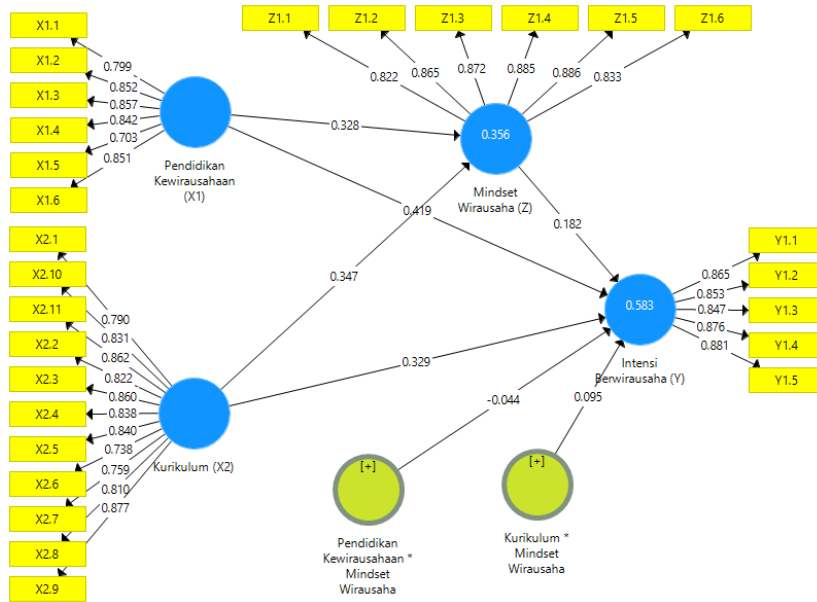 Z1.1
Z1.2
Z1.3
Z1.4
Z1.5
Z1.6
X1.1
X1.2
X1.3
X1.4
X1.5
X1.6
0.799
0.852
0.857
0.842
0.703
0.851
0.822
0.865
0.872
0.885
0.886
0.833
Pendidikan
Kewirausahaan
(X1)
0.328
0.356
Mindset
Wirausaha (Z)
0.419
0.182
0.347
X2.1
X2.10
X2.11
X2.2
X2.3
X2.4
X2.5
X2.6
X2.7
X2.8
X2.9
0.790
0.831
0.862
0.822
0.860
0.838
0.840
0.738
0.759
0.810
0.877
Kurikulum (X2)
0.329
0.583
Intensi
Berwirausaha (Y)
0.865
0.853
0.847
0.876
0.881
Y1.1
Y1.2
Y1.3
Y1.4
Y1.5
-0.044
0.095
[+]
Pendidikan
Kewirausahaan *
Mindset
Wirausaha
[+]
Kurikulum *
Mindset
Wirausaha